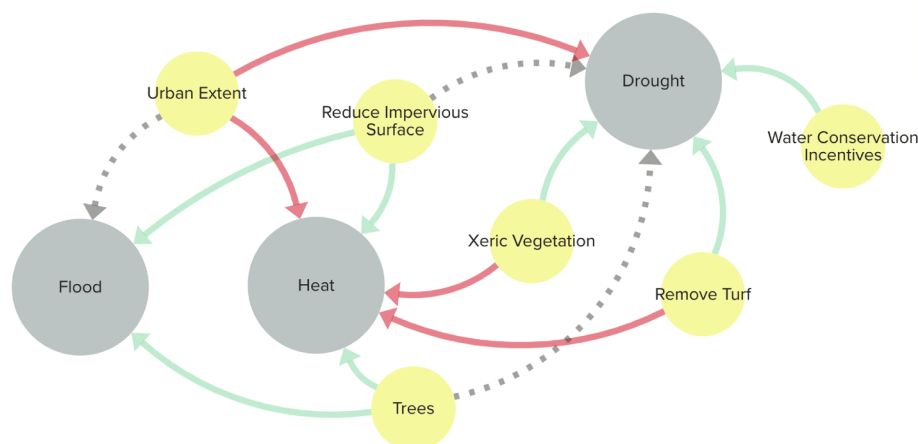 Drought
Urban Extent
Reduce Impervious
Surface
Water Conservation
Incentives
Xeric Vegetation
Flood
Heat
Remove Turf
Trees